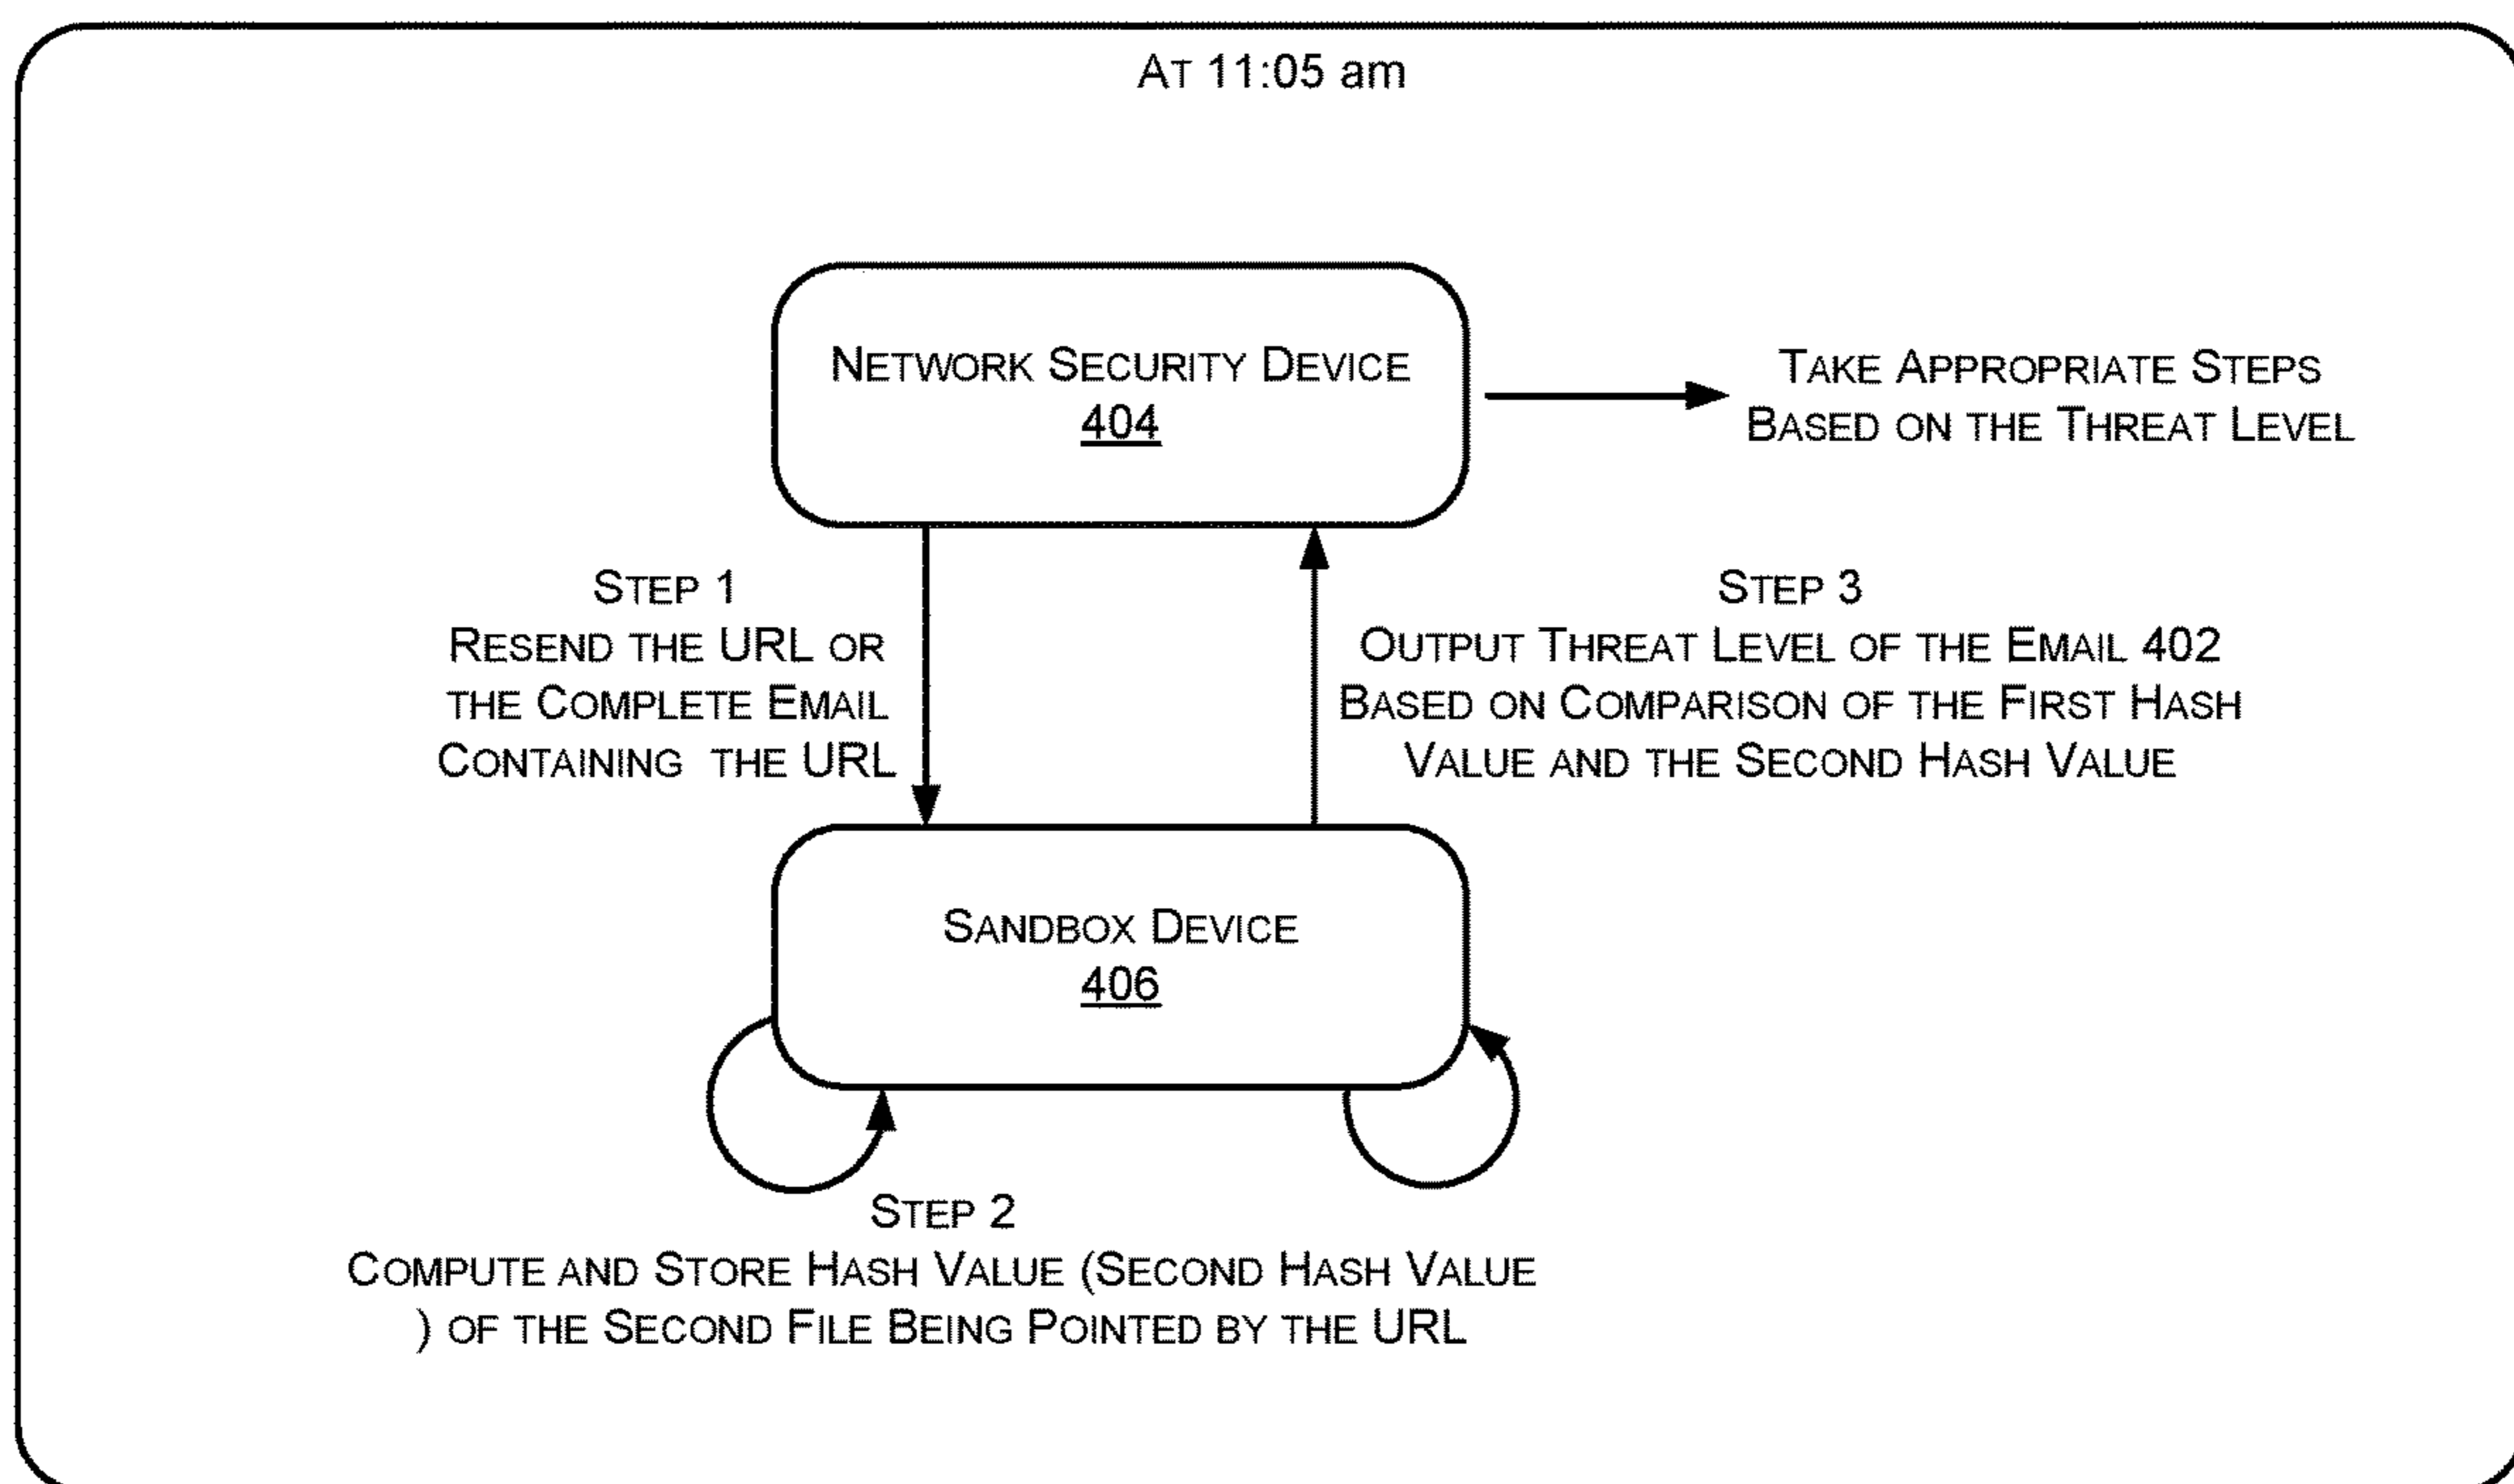 AT 11:05 am
NETWORK SECURITY DEVICE
404
TAKE APPROPRIATE STEPS
BASED ON THE THREAT LEVEL
STEP 1
RESEND THE URL OR
THE COMPLETE EMAIL
CONTAINING THE URL
STEP 3
OUTPUT THREAT LEVEL OF THE EMAIL 402
BASED ON COMPARISON OF THE FIRST HASH
VALUE AND THE SECOND HASH VALUE
SANDBOX DEVICE
406
STEP 2
COMPUTE AND STORE HASH VALUE (SECOND HASH VALUE
) OF THE SECOND FILE BEING POINTED BY THE URL